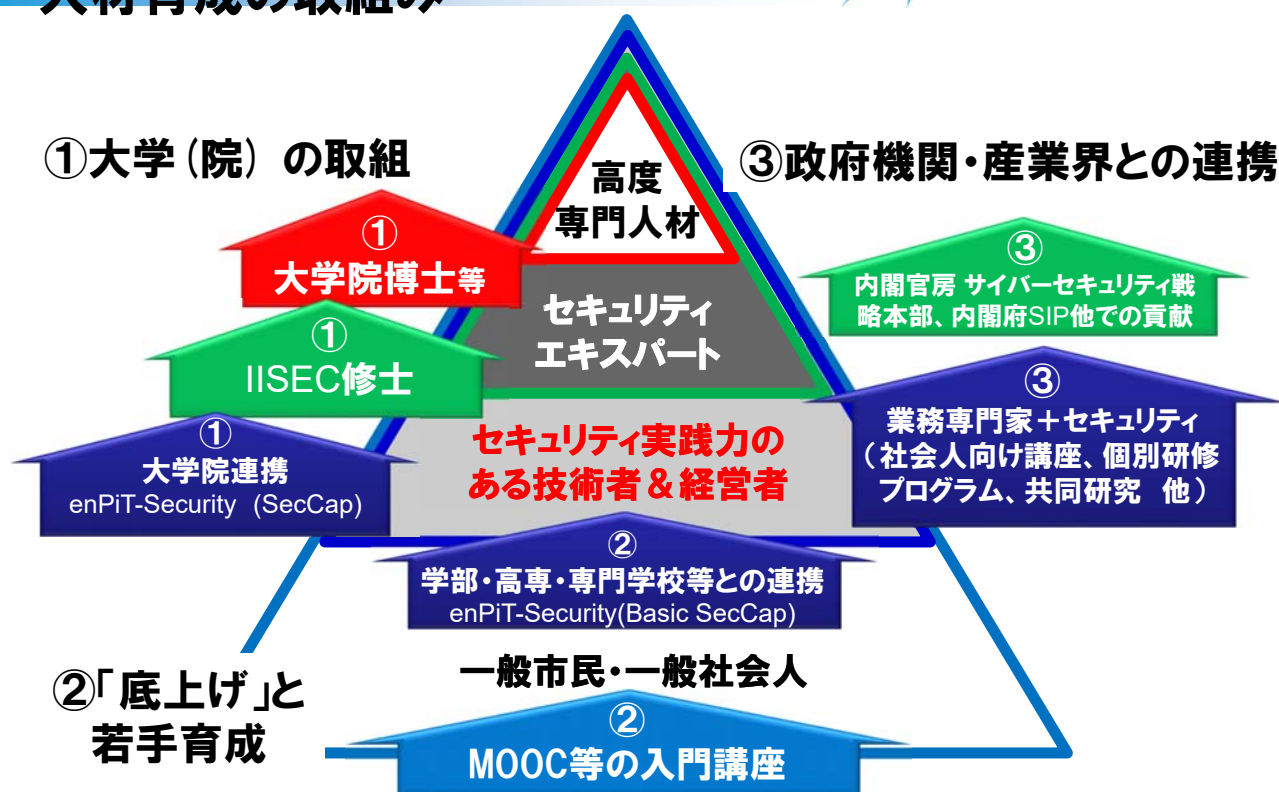 人材育成の取組み
①大学(院)の取組
③政府機関・産業界との連携
高度
専門人材
①
大学院博士等
③
内閣官房 サイバーセキュリティ戦
略本部、内閣府SIP他での貢献
セキュリティ
エキスパート
①
IISEC修士
③
業務専門家+セキュリティ
(社会人向け講座、個別研修
プログラム、共同研究 他)
①
大学院連携
enPiT-Security (SecCap)
セキュリティ実践力の
ある技術者&経営者
②
学部・高専・専門学校等との連携
enPiT-Security(Basic SecCap)
一般市民・一般社会人
②「底上げ」と
若手育成
②
MOOC等の入門講座